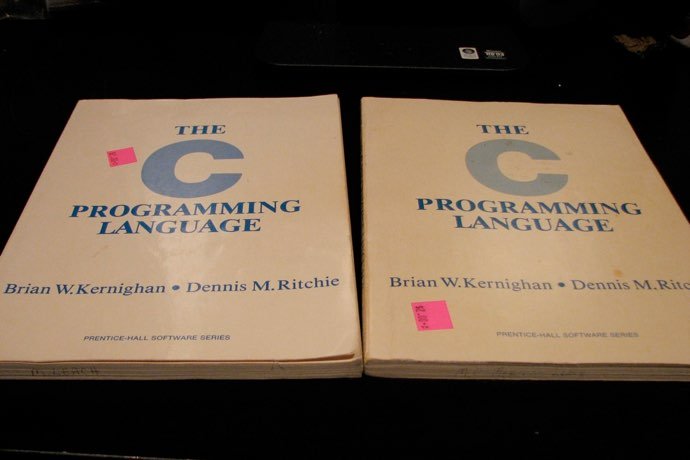 THE
C
PROGRAMMING
LANGUAGE
Brian W. Kernighan • Dennis M. Ritchie
PRENTICE-HALL SOFTWARE SERIES
M. LEACH
THE
C
PROGRAMMING
LANGUAGE
Brian W. Kernighan • Dennis M. Ritc
PRENTICE-HALL SOFTWARE SERIES